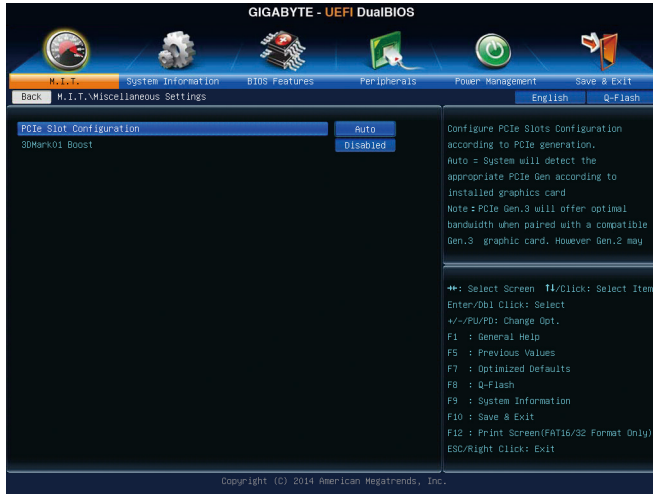 GIGABYTE - UEFI DualBIOS
M.I.T. System Information BIOS Features Peripherals Power Management Save & Exit
Back M.I.T.\Miscellaneous Settings English Q-Flash
PCIe Slot Configuration Auto
3DMark01 Boost Disabled
Configure PCIe Slots Configuration
according to PCIe generation.
Auto = System will detect the
appropriate PCIe Gen according to
installed graphics card
Note : PCIe Gen.3 will offer optimal
bandwidth when paired with a compatible
Gen.3 graphic card. However Gen.2 may
→←: Select Screen ↑↓/Click: Select Item
Enter/Dbl Click: Select
+/-/PU/PD: Change Opt.
F1 : General Help
F5 : Previous Values
F7 : Optimized Defaults
F8 : Q-Flash
F9 : System Information
F10 : Save & Exit
F12 : Print Screen(FAT16/32 Format Only)
ESC/Right Click: Exit
Copyright (C) 2014 American Megatrends, Inc.